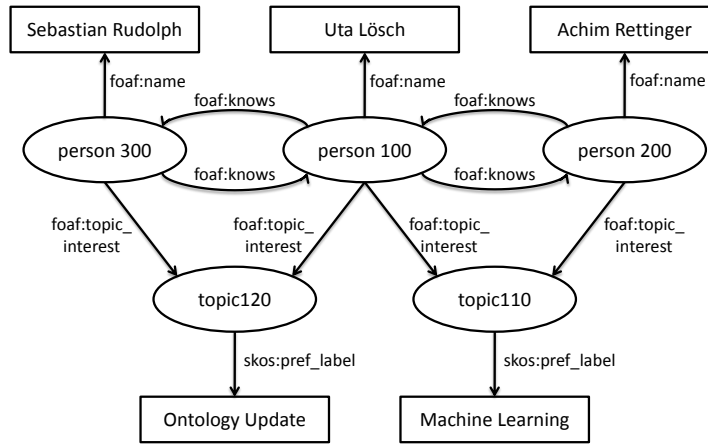 Sebastian Rudolph
Uta Lösch
Achim Rettinger
foaf:name
foaf:name
foaf:name
foaf:knows
foaf:knows
person 300
person 100
person 200
foaf:knows
foaf:knows
foaf:topic_
interest
foaf:topic_
interest
foaf:topic_
interest
foaf:topic_
interest
topic120
topic110
skos:pref_label
skos:pref_label
Ontology Update
Machine Learning